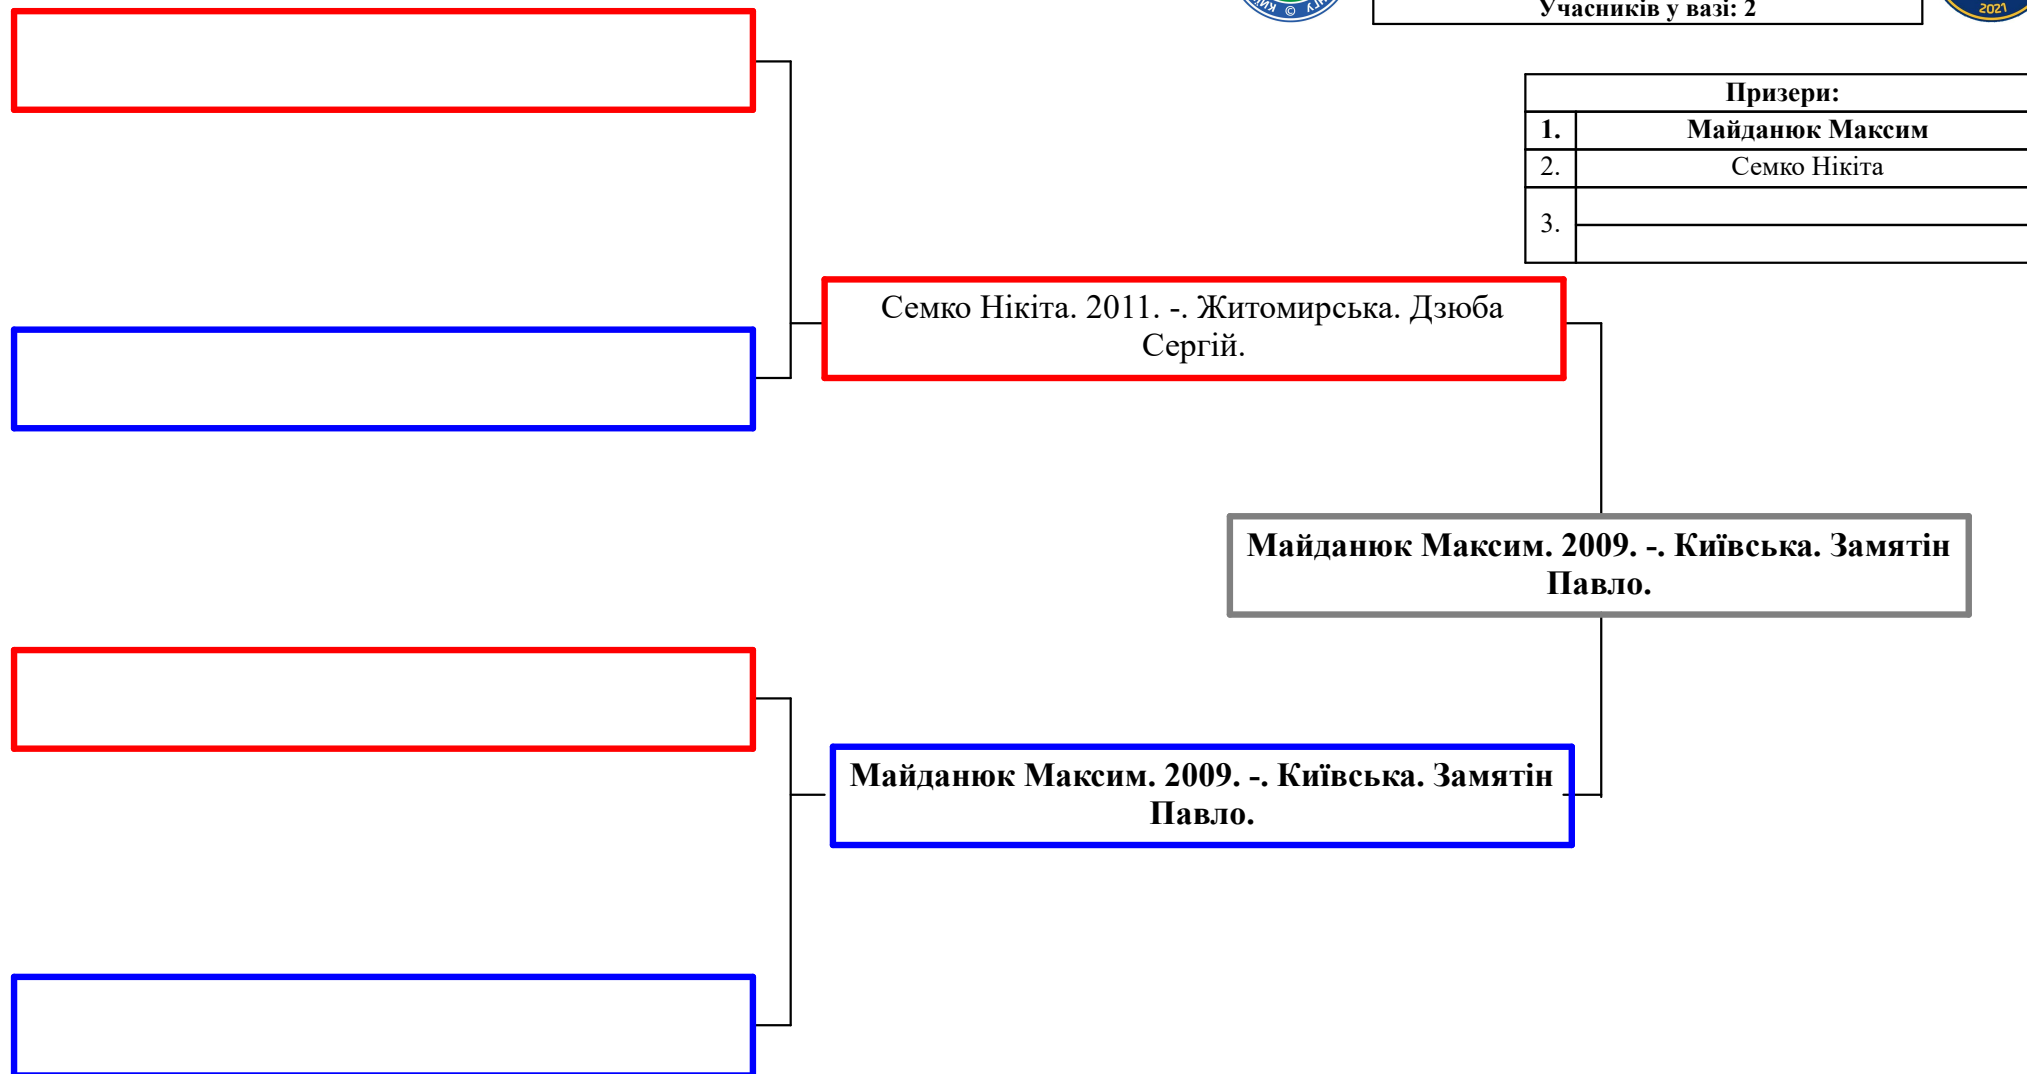 Учасників у вазі: 2
2021
Призери:
1. Майданюк Максим
2. Семко Нікіта
3.
Семко Нікіта. 2011. -. Житомирська. Дзюба
Сергій.
Майданюк Максим. 2009. -. Київська. Замятін
Павло.
Майданюк Максим. 2009. -. Київська. Замятін
Павло.